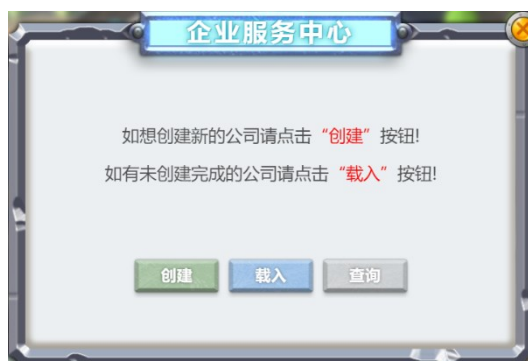 企业服务中心
如想创建新的公司请点击“创建”按钮!
如有未创建完成的公司请点击“载入”按钮!
创建 载入 查询